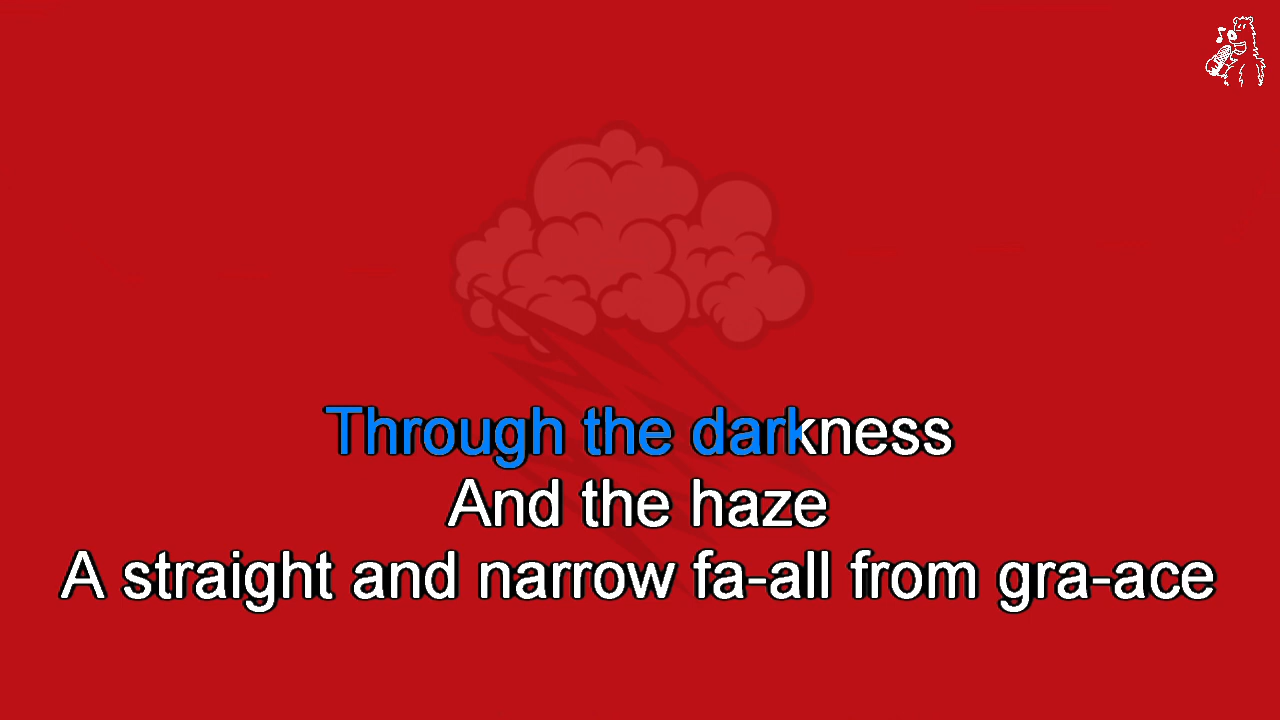 Through the darkness
And the haze
A straight and narrow fa-all from gra-ace